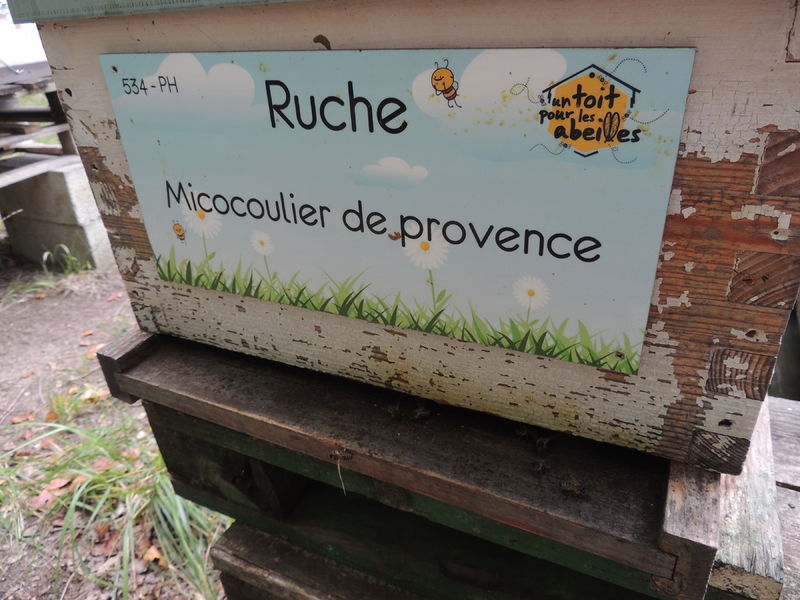 534 - PH
Ruche
un toit
pour les
abeilles
Micocoulier de provence